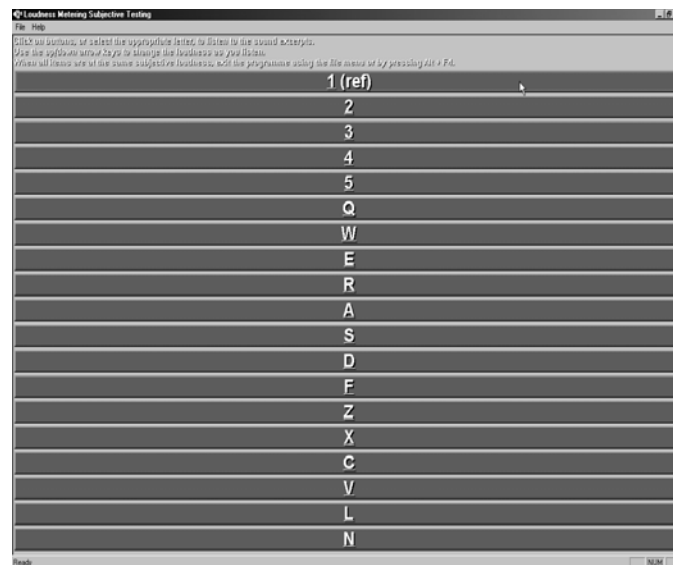 Loudness Metering Subjective Testing
File Help
Click on buttons, or select the appropriate letter, to listen to the sound excerpts.
Use the up/down arrow keys to change the loudness as you listen.
When all items are at the same subjective loudness, exit the programme using the file menu or by pressing Alt + F4.
1 (ref)
2
3
4
5
Q
W
E
R
A
S
D
F
Z
X
C
V
L
N
Ready NUM